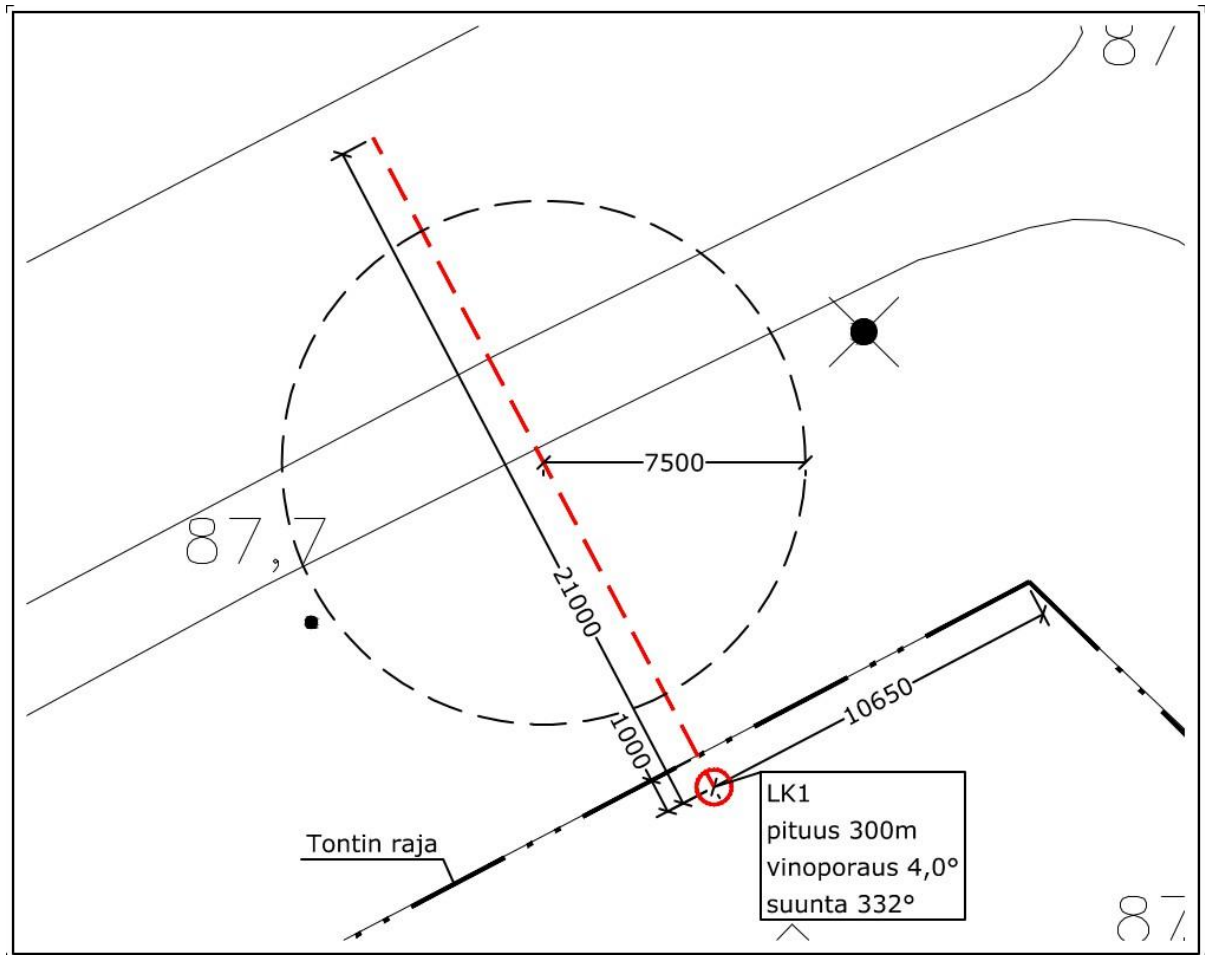 7500
87,7
21000
10650
1000
LK1
pituus 300m
vinoporaus 4,0°
suunta 332°
Tontin raja